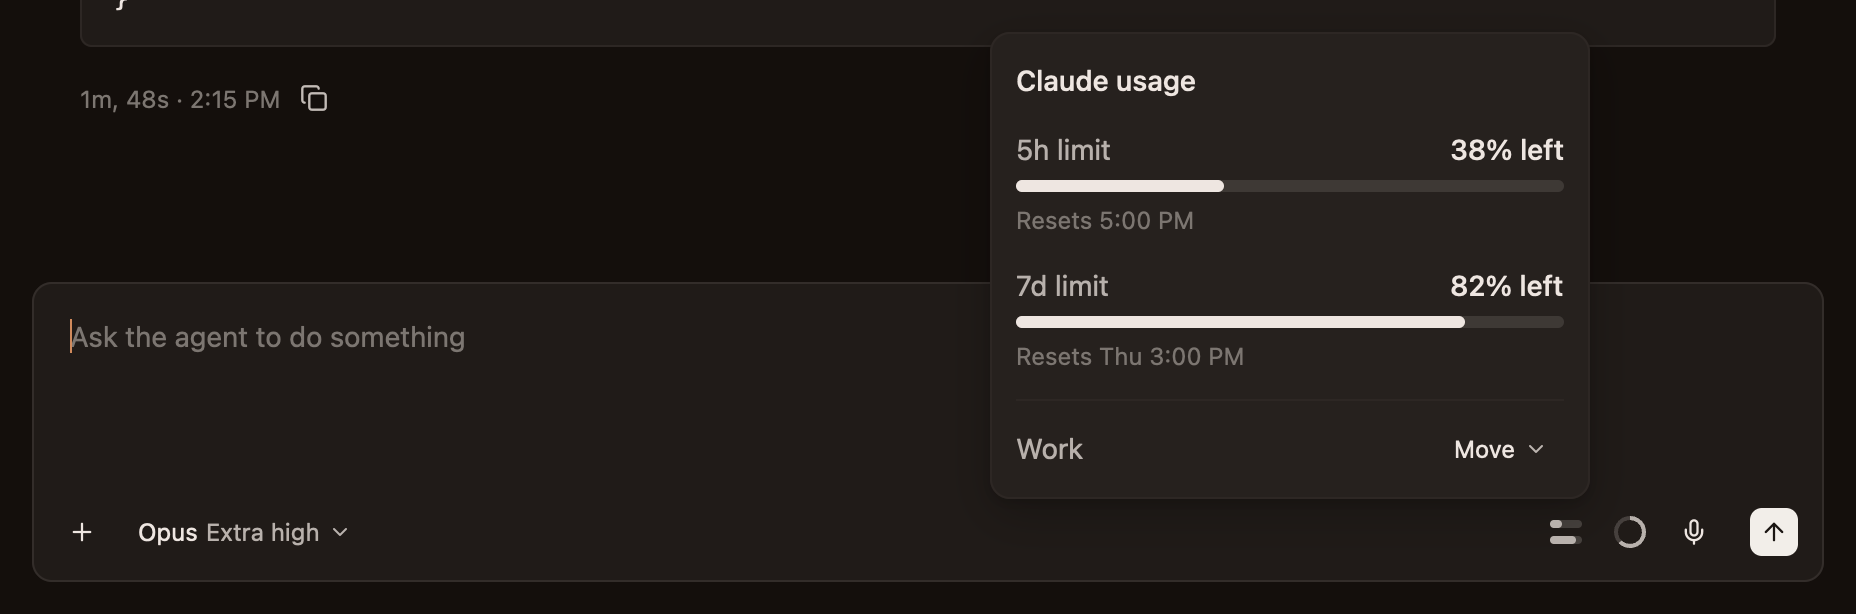 }
1m, 48s · 2:15 PM
Claude usage
5h limit 38% left
Resets 5:00 PM
7d limit 82% left
Resets Thu 3:00 PM
Work Move
Ask the agent to do something
Opus Extra high